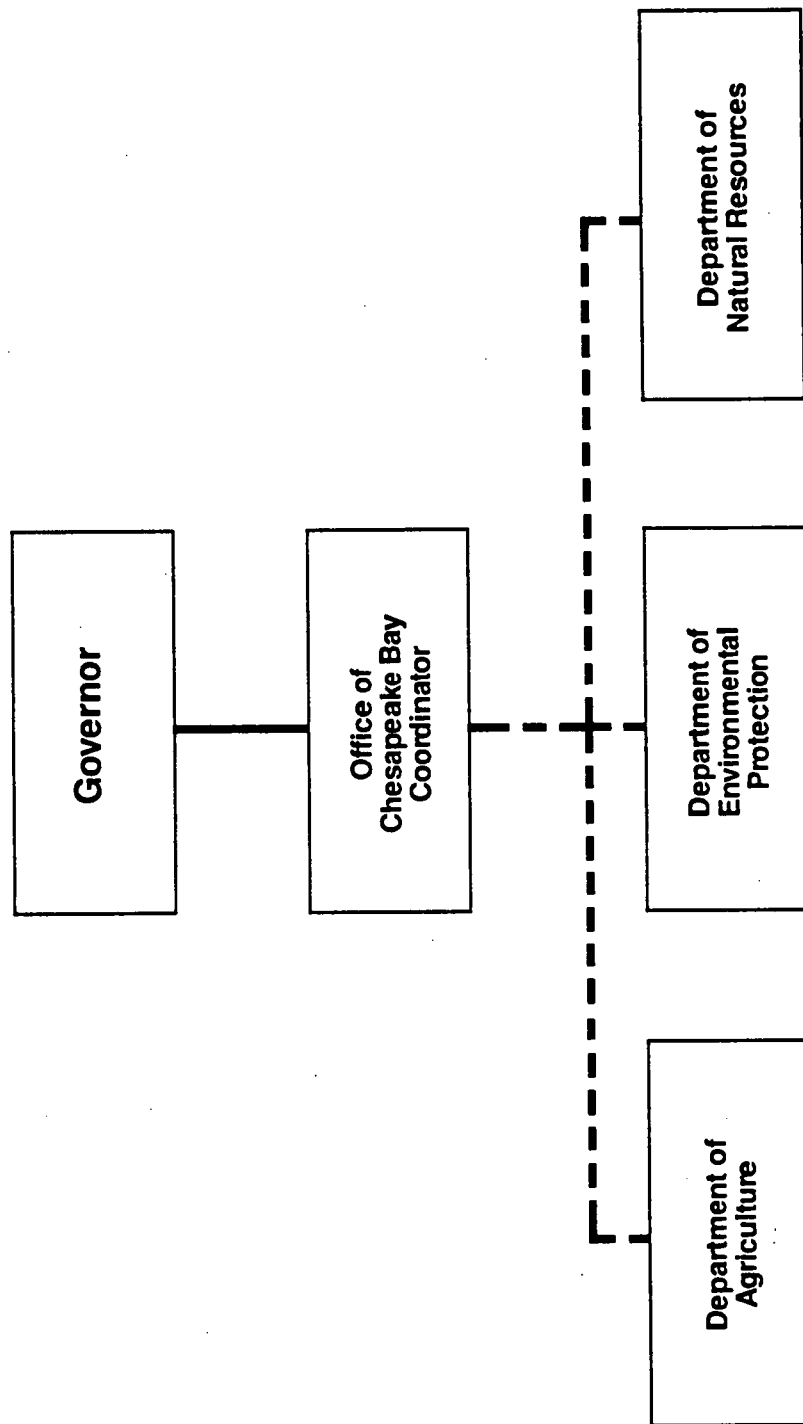 Governor
Office of
Chesapeake Bay
Coordinator
Department of
Agriculture
Department of
Environmental
Protection
Department of
Natural Resources